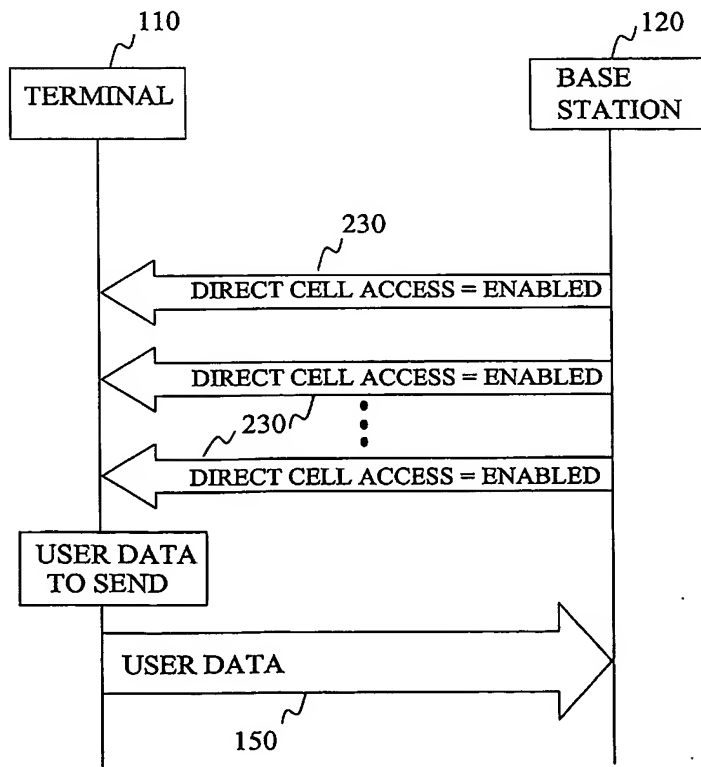 110
120
TERMINAL
BASE
STATION
230
DIRECT CELL ACCESS = ENABLED
DIRECT CELL ACCESS = ENABLED
230
DIRECT CELL ACCESS = ENABLED
USER DATA
TO SEND
USER DATA
150